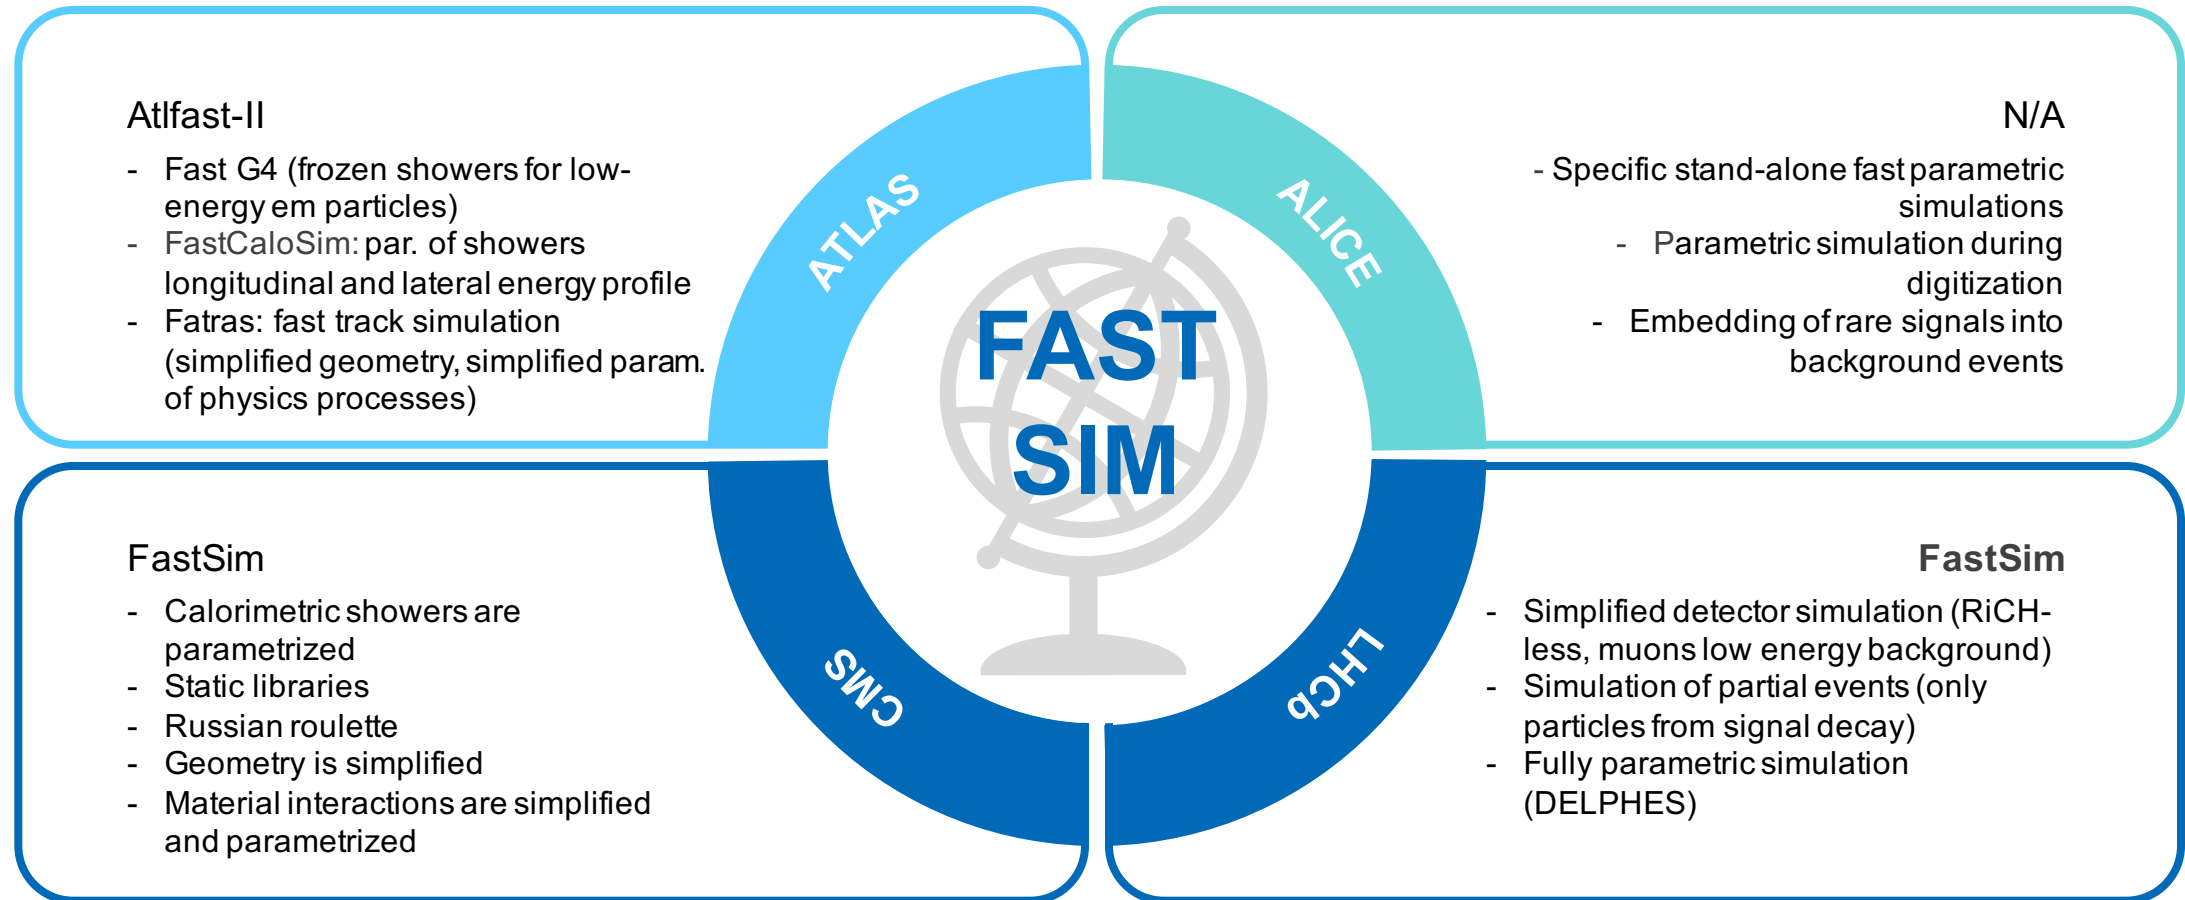 Atlfast-II
- Fast G4 (frozen showers for low-
energy em particles)
- FastCaloSim: par. of showers
longitudinal and lateral energy profile
- Fatras: fast track simulation
(simplified geometry, simplified param.
of physics processes)
ATLAS
ALICE
N/A
- Specific stand-alone fast parametric
simulations
- Parametric simulation during
digitization
- Embedding of rare signals into
background events
FAST
SIM
FastSim
- Calorimetric showers are
parametrized
- Static libraries
- Russian roulette
- Geometry is simplified
- Material interactions are simplified
and parametrized
CMS
LHCb
FastSim
- Simplified detector simulation (RiCH-
less, muons low energy background)
- Simulation of partial events (only
particles from signal decay)
- Fully parametric simulation
(DELPHES)